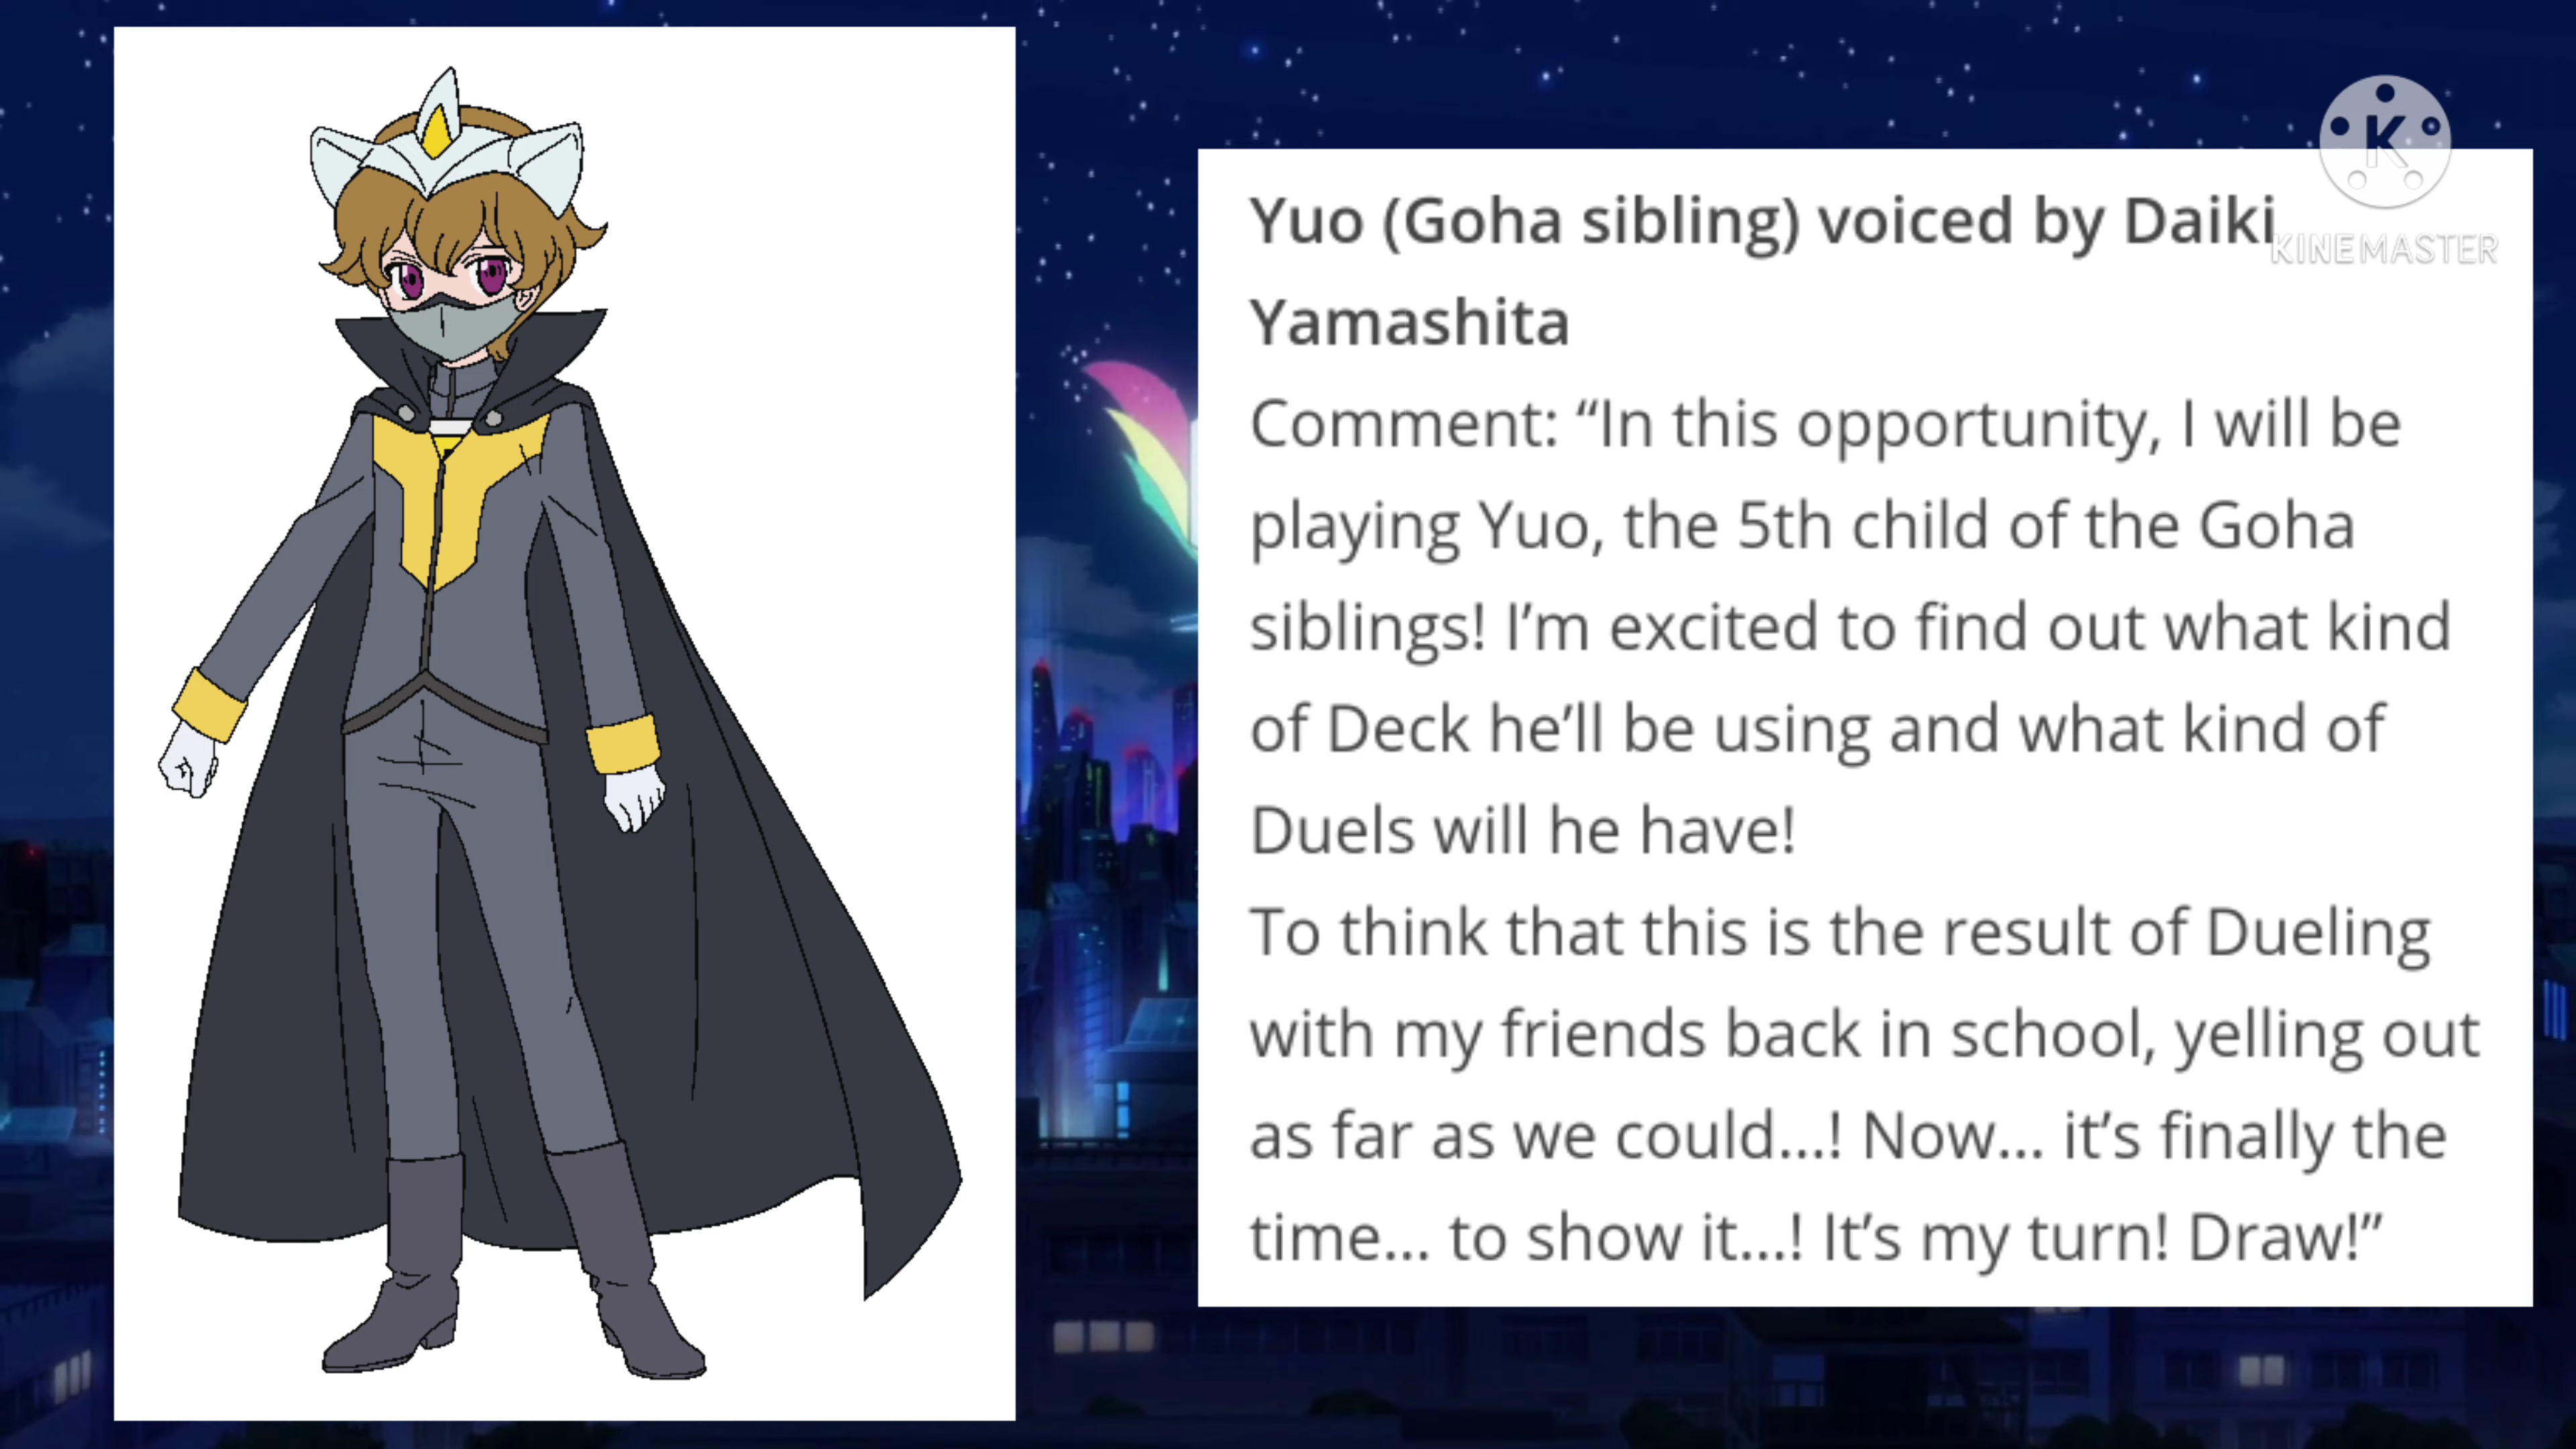 Yuo (Goha sibling) voiced by Daiki
Yamashita
Comment: “In this opportunity, I will be
playing Yuo, the 5th child of the Goha
siblings! I’m excited to find out what kind
of Deck he’ll be using and what kind of
Duels will he have!
To think that this is the result of Dueling
with my friends back in school, yelling out
as far as we could...! Now... it’s finally the
time... to show it...! It’s my turn! Draw!”
K
KINEMASTER